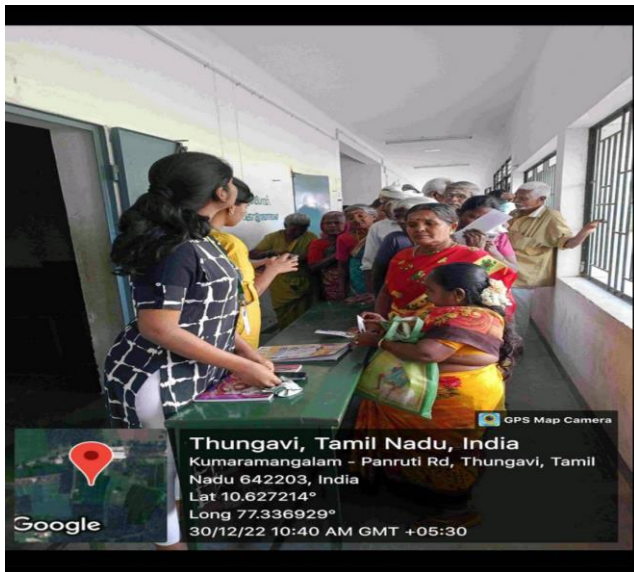 GPS Map Camera
Thungavi, Tamil Nadu, India
Kumaramangalam - Panruti Rd, Thungavi, Tamil
Nadu 642203, India
Lat 10.627214°
Long 77.336929°
30/12/22 10:40 AM GMT +05:30
Google